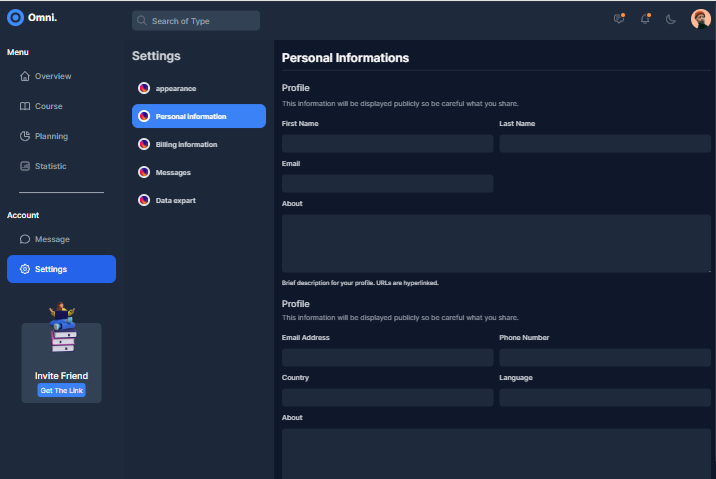 Omni.
Search of Type
Menu
Overview
Course
Planning
Statistic
Account
Message
Settings
Invite Friend
Get The Link
Settings
appearance
Personal information
Billing information
Messages
Data expart
Personal Informations
Profile
This information will be displayed publicly so be careful what you share.
First Name
Last Name
Email
About
Brief description for your profile. URLs are hyperlinked.
Profile
This information will be displayed publicly so be careful what you share.
Email Address
Phone Number
Country
Language
About